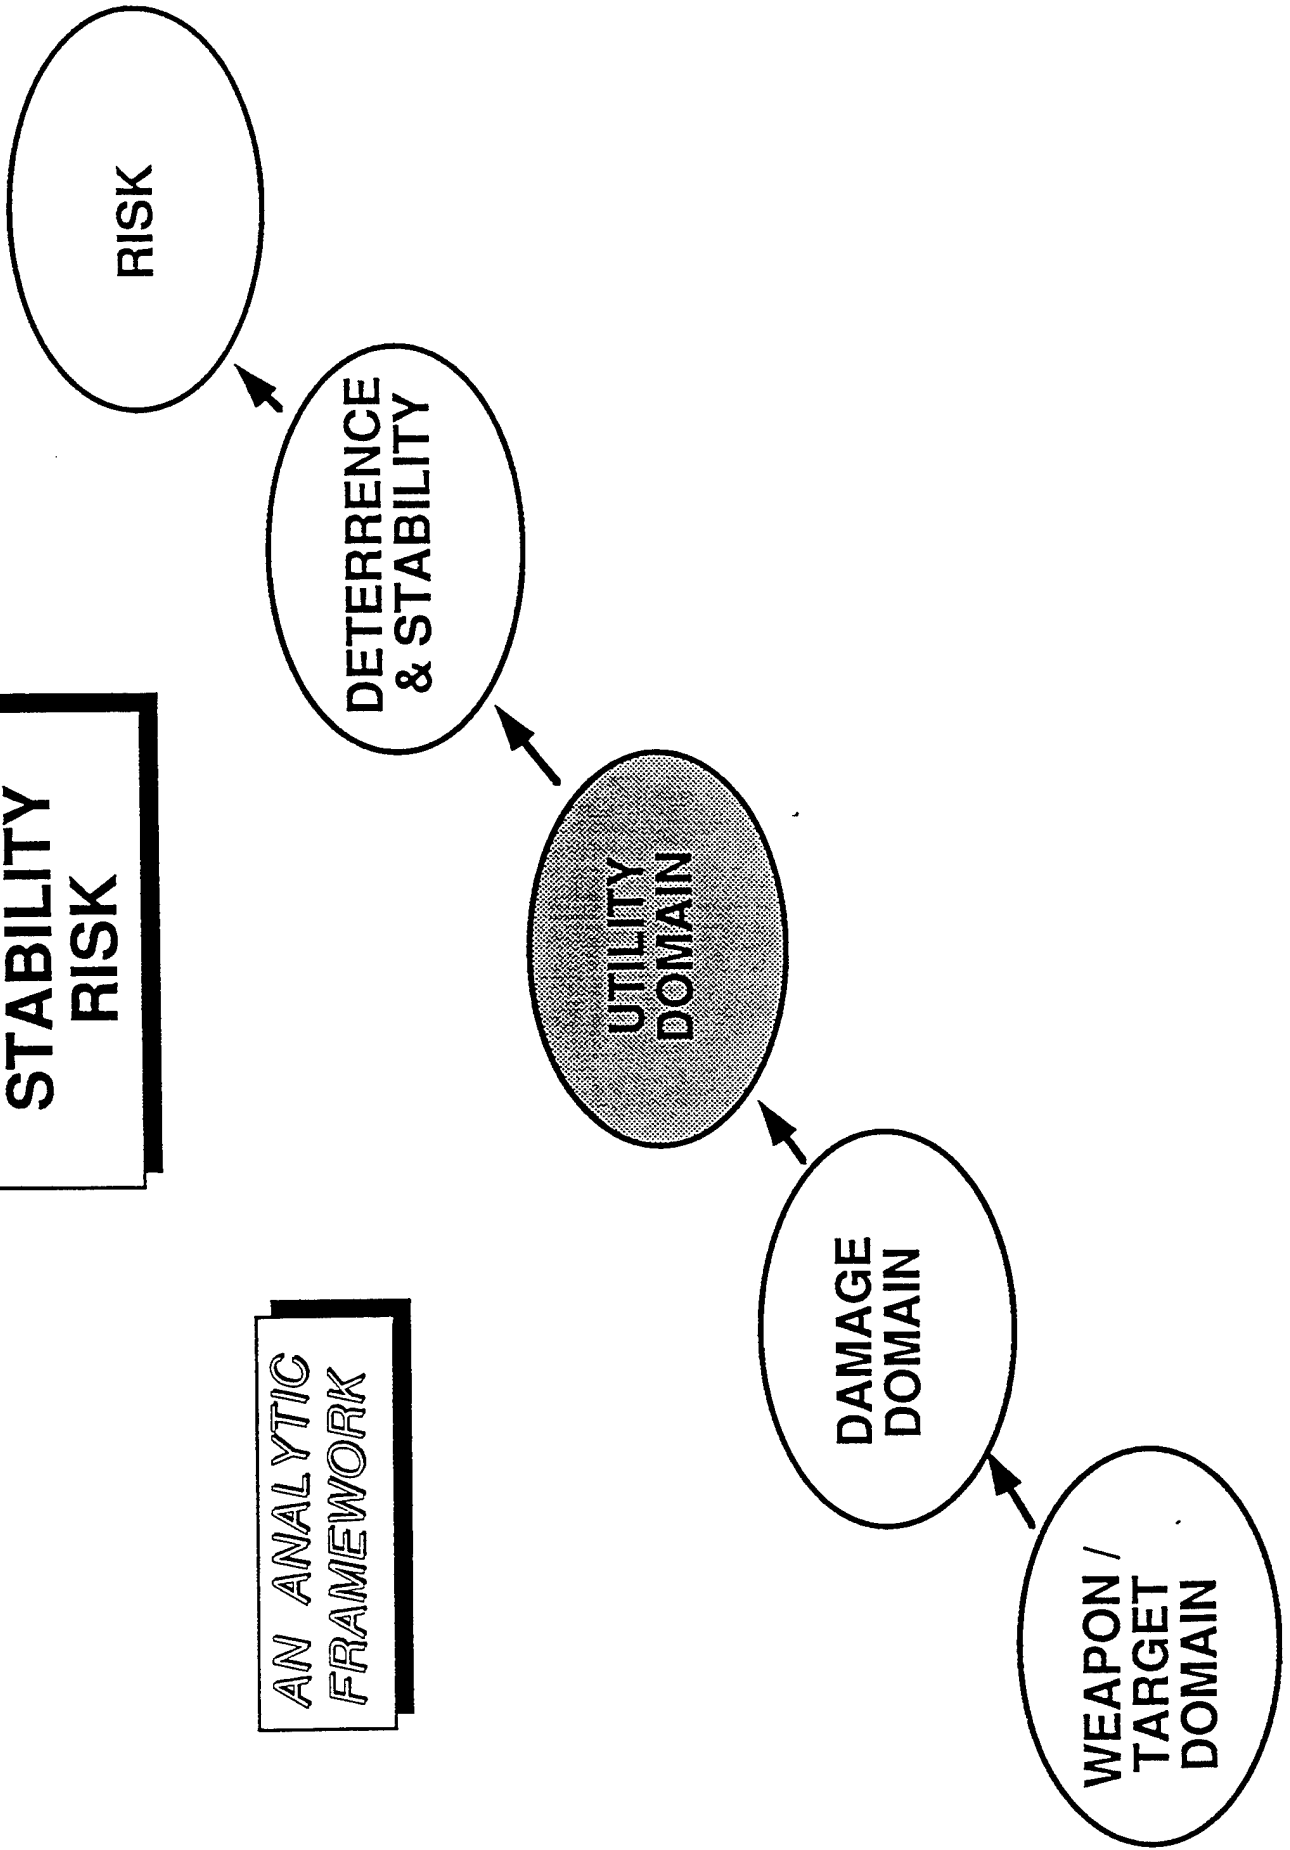 STABILITY
RISK
AN ANALYTIC
FRAMEWORK
WEAPON /
TARGET
DOMAIN
DAMAGE
DOMAIN
UTILITY
DOMAIN
DETERRENCE
& STABILITY
RISK